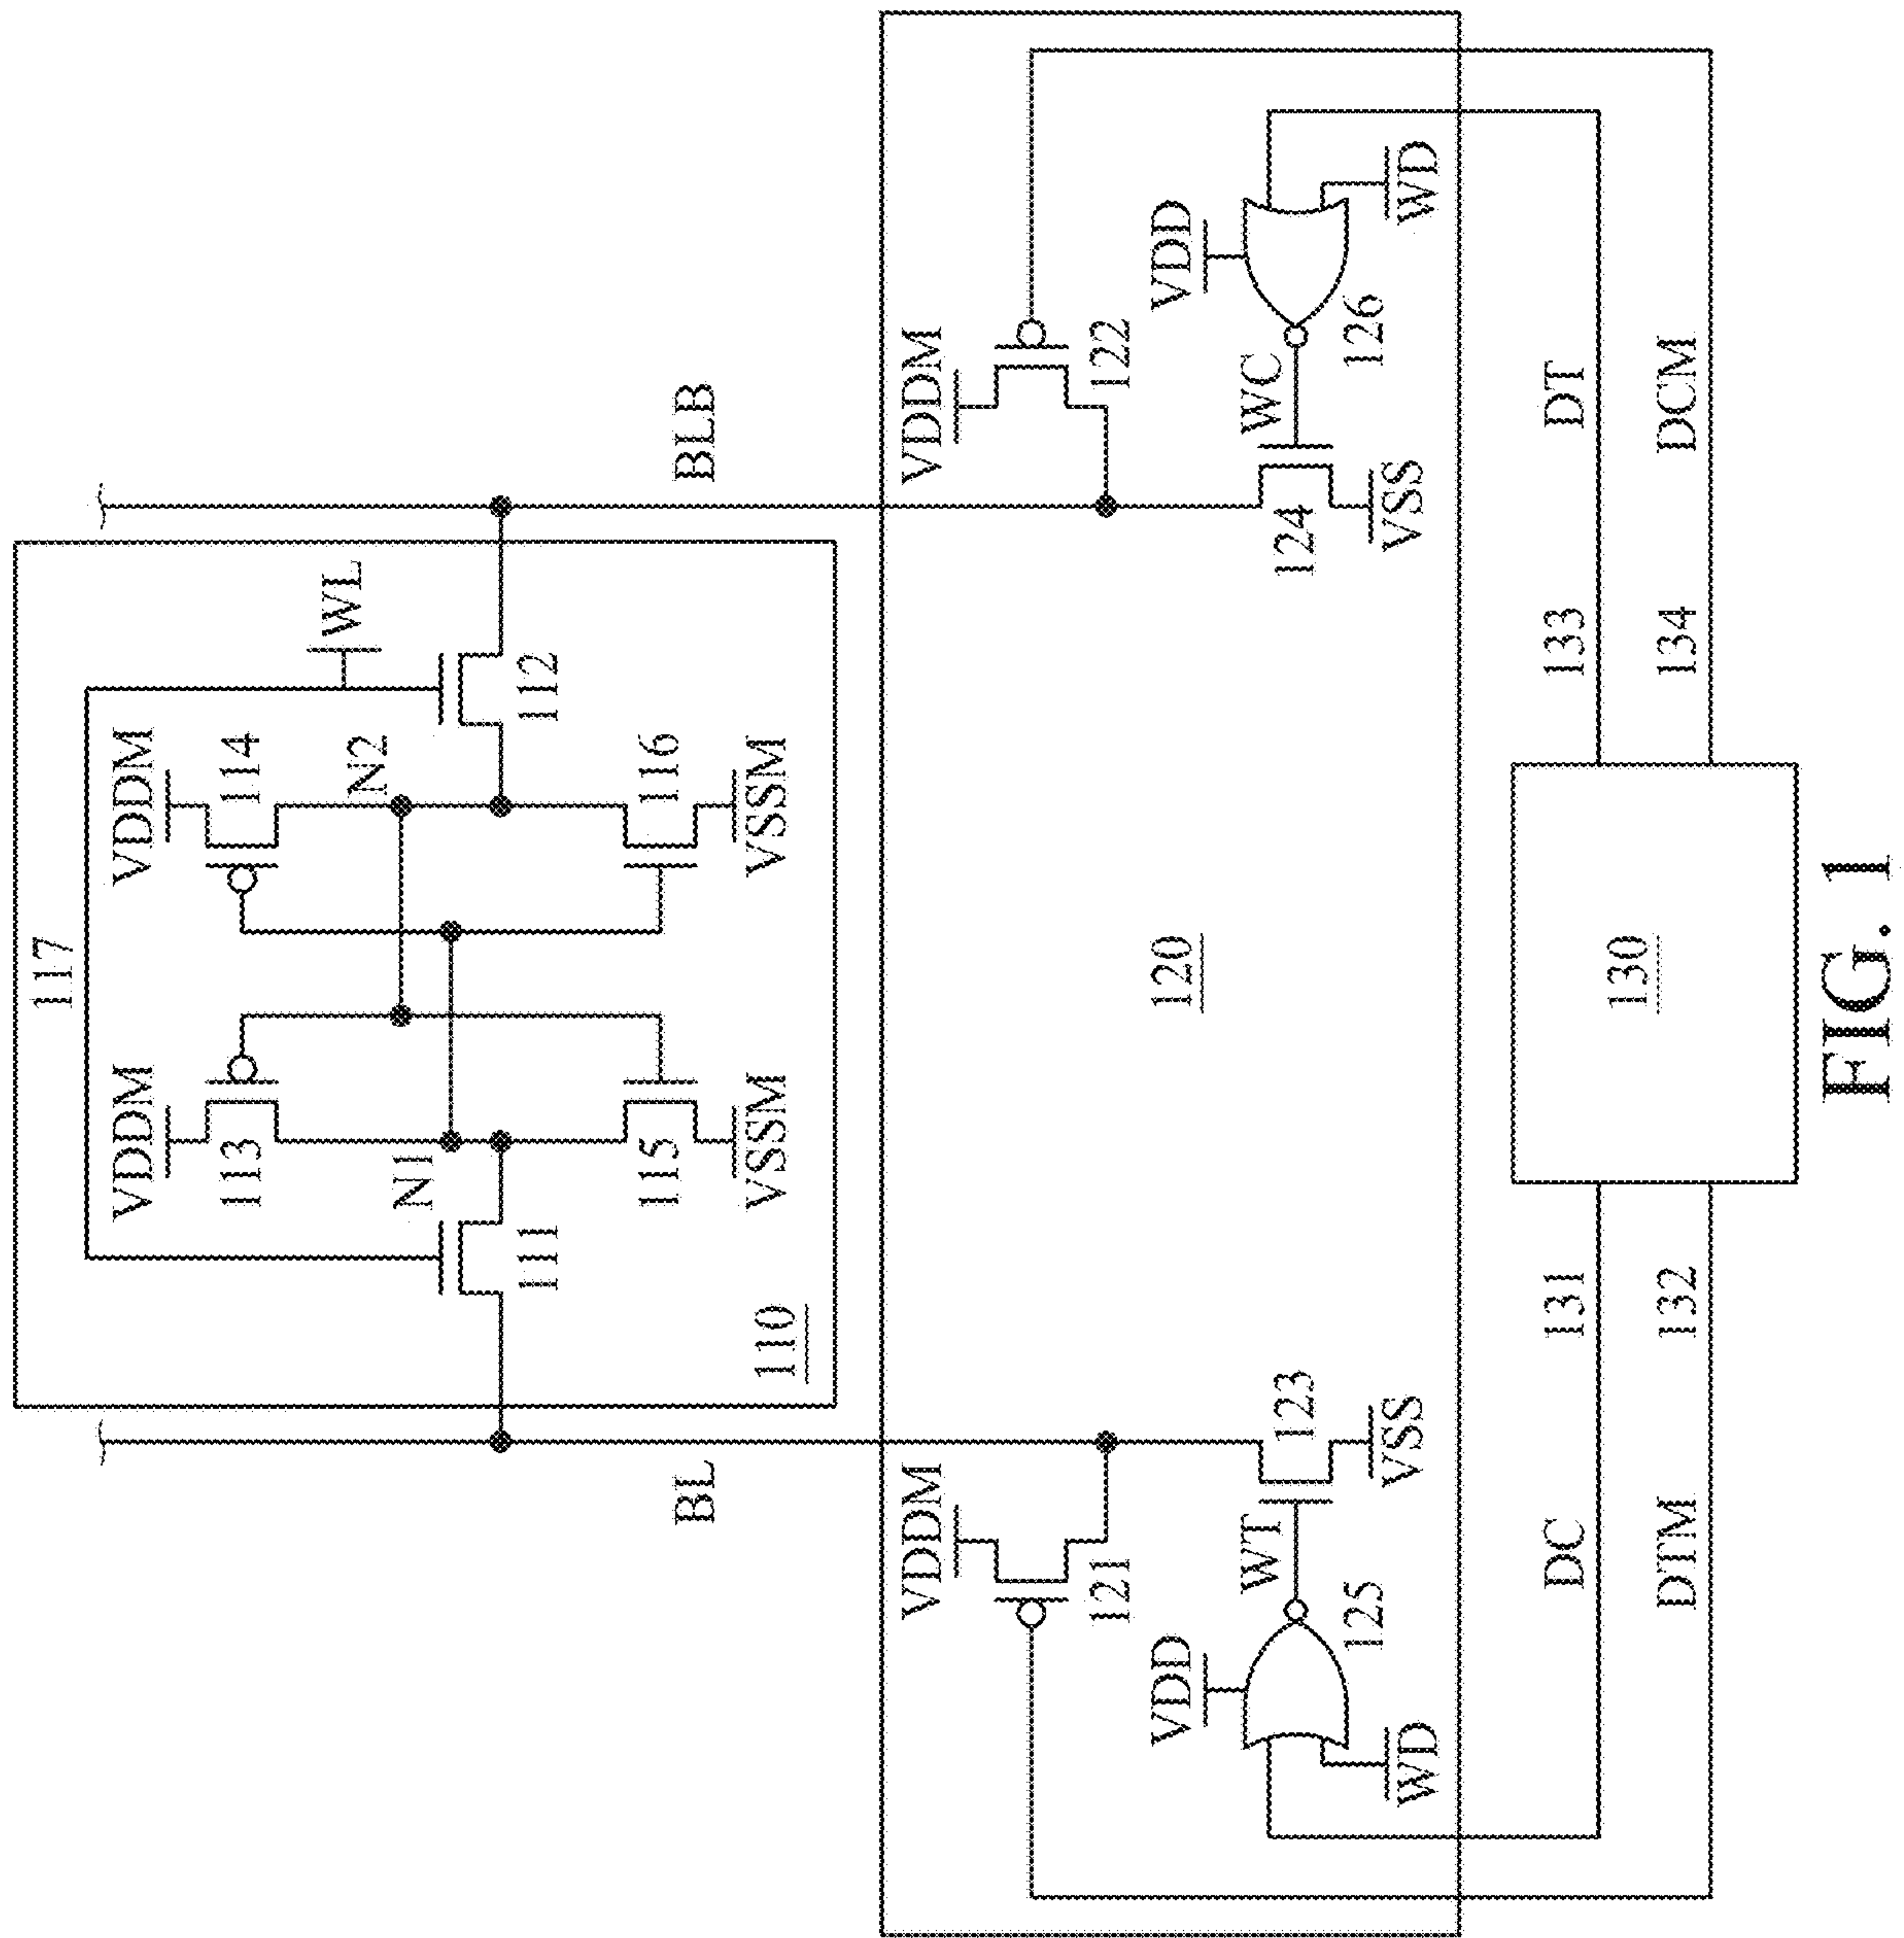 117
VDDM
VDDM
113
114
WL
N1
N2
111
112
115
116
VSSM
VSSM
110
BL
BLB
VDDM
VDDM
121
122
120
VDD
VDD
WT
WC
123
124
125
126
WD
VSS
VSS
WD
DC
131
133
DT
DTM
132
130
134
DCM
FIG. 1